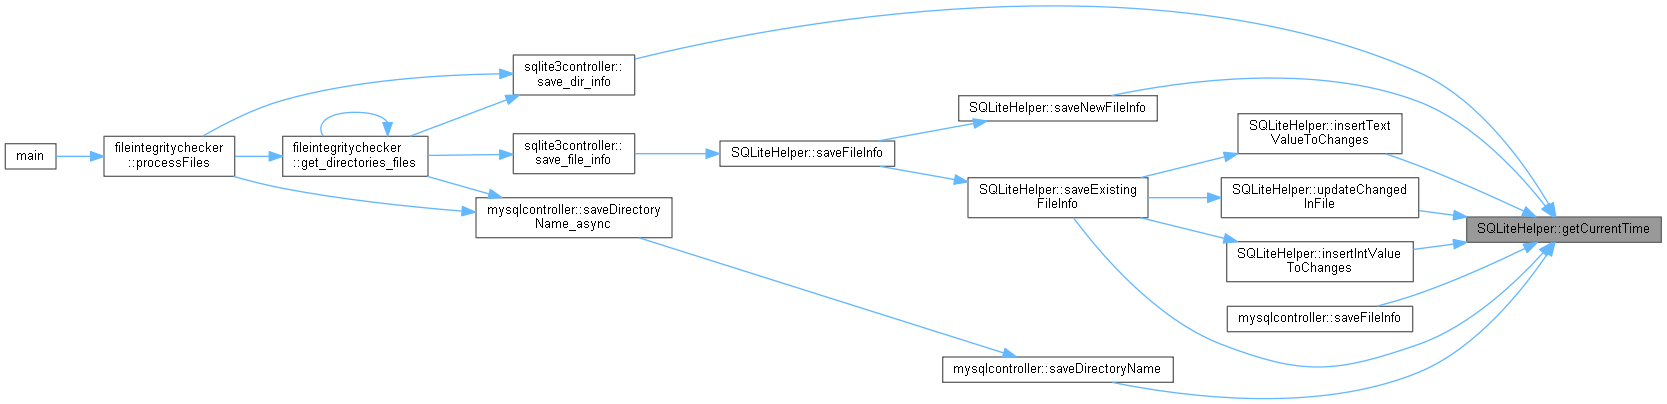 main
fileintegritychecker
::processFiles
fileintegritychecker
::get_directories_files
sqlite3controller::
save_dir_info
sqlite3controller::
save_file_info
mysqlcontroller::saveDirectory
Name_async
SQLiteHelper::saveFileInfo
SQLiteHelper::saveNewFileInfo
SQLiteHelper::saveExisting
FileInfo
mysqlcontroller::saveDirectoryName
SQLiteHelper::insertText
ValueToChanges
SQLiteHelper::updateChanged
InFile
SQLiteHelper::insertIntValue
ToChanges
mysqlcontroller::saveFileInfo
SQLiteHelper::getCurrentTime